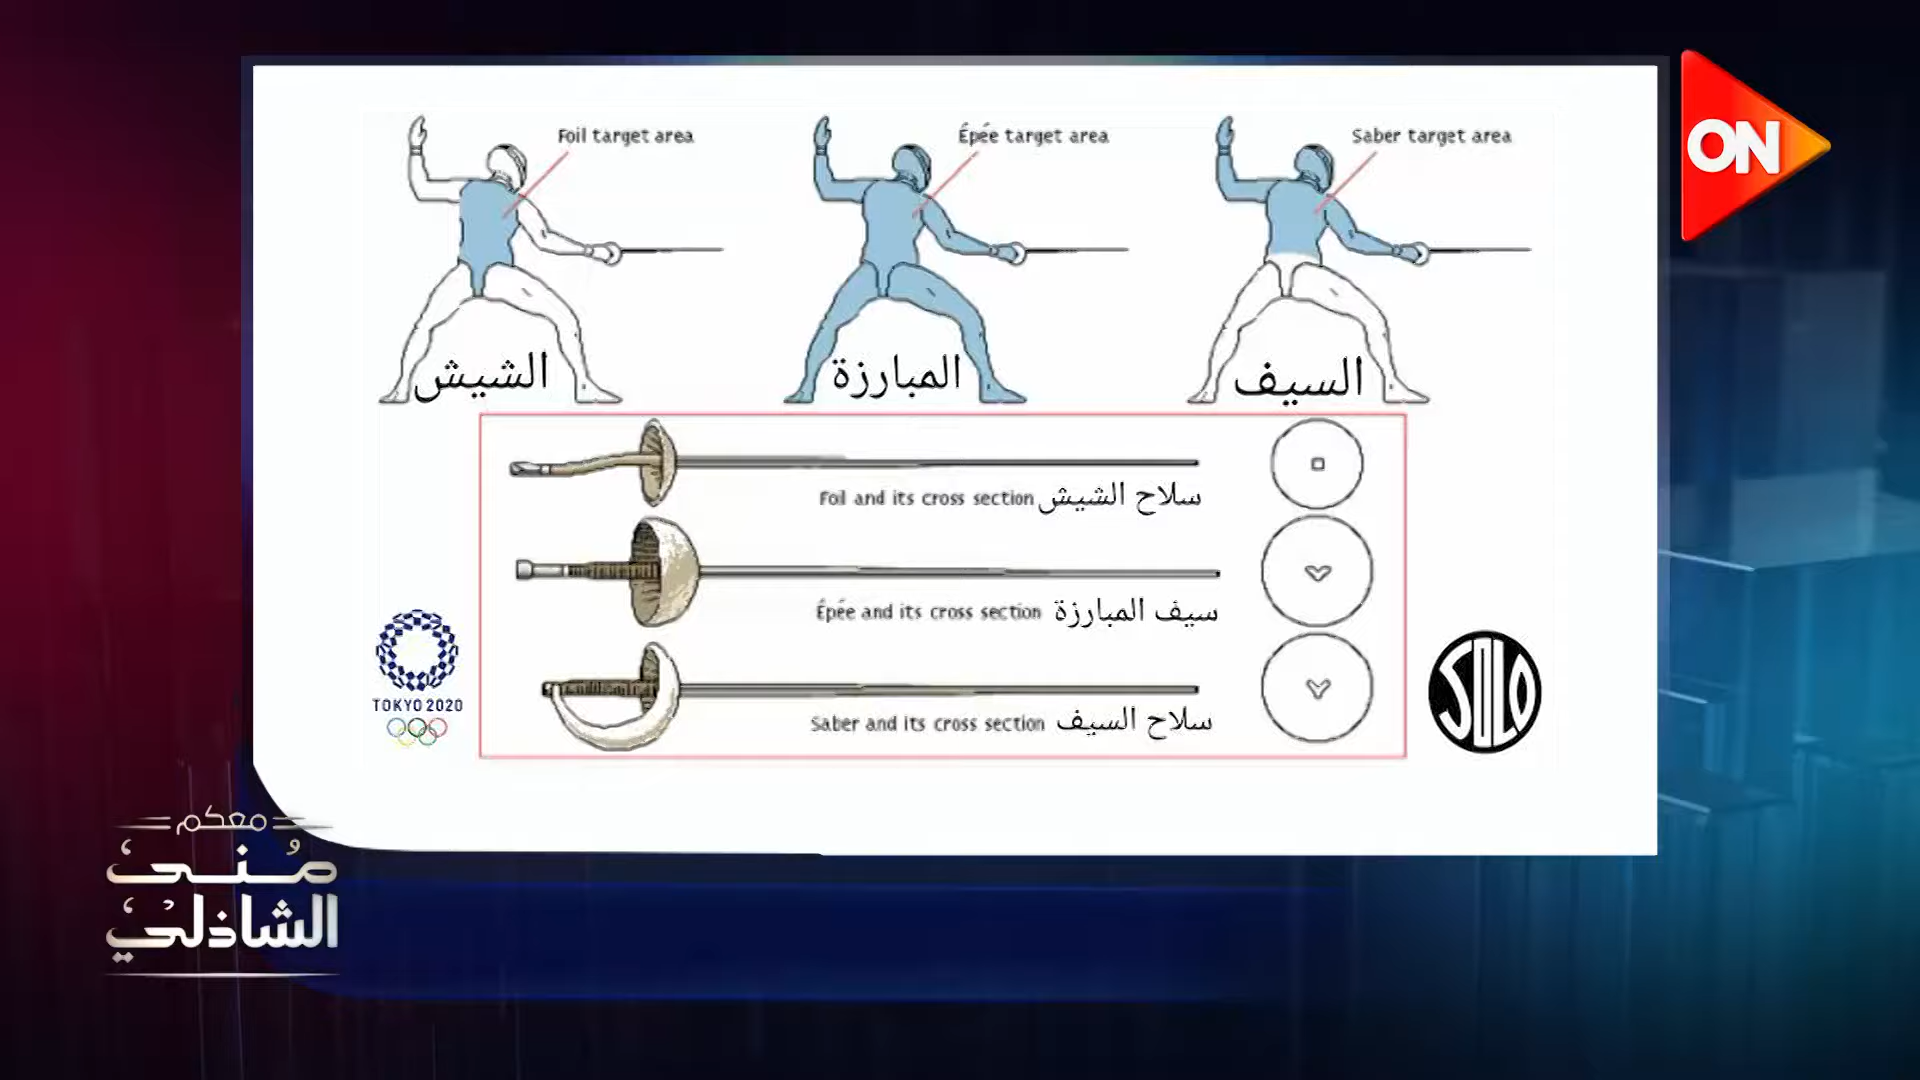 Foil target area
Épée target area
Saber target area
ON
الشيش
المبارزة
السيف
Foil and its cross section سلاح الشيش
Épée and its cross section سيف المبارزة
Saber and its cross section سلاح السيف
TOKYO 2020
SOLO
معكم
منى
الشاذلي